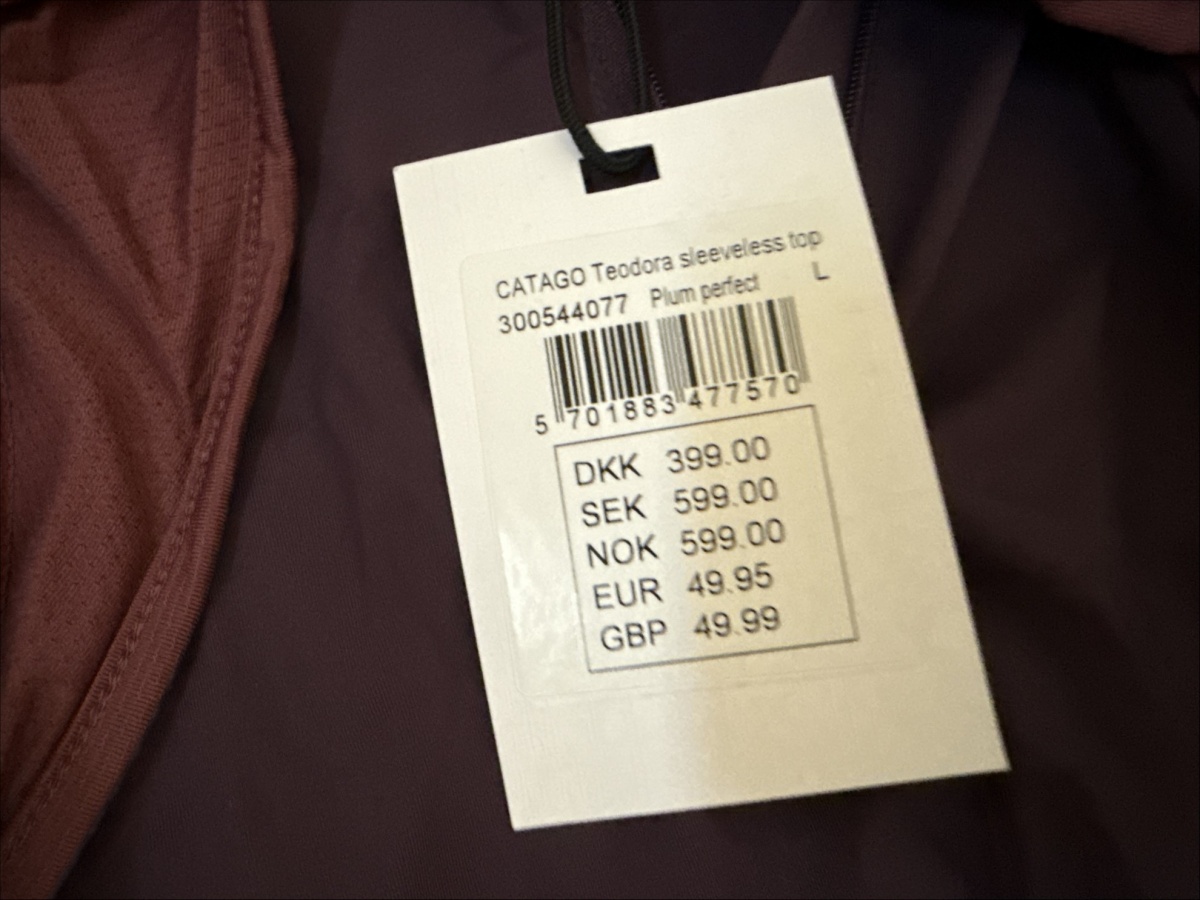 CATAGO Teodora sleeveless top
300544077 Plum perfect L
5 701883 477570
DKK 399.00
SEK 599.00
NOK 599.00
EUR 49.95
GBP 49.99